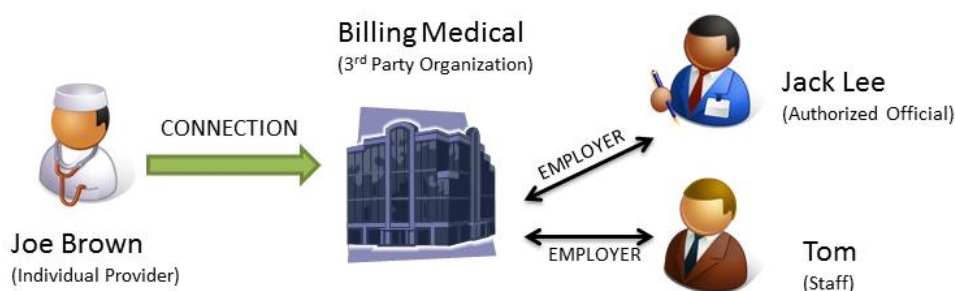 Billing Medical
(3rd Party Organization)
Jack Lee
(Authorized Official)
CONNECTION
EMPLOYER
Joe Brown
(Individual Provider)
EMPLOYER
Tom
(Staff)